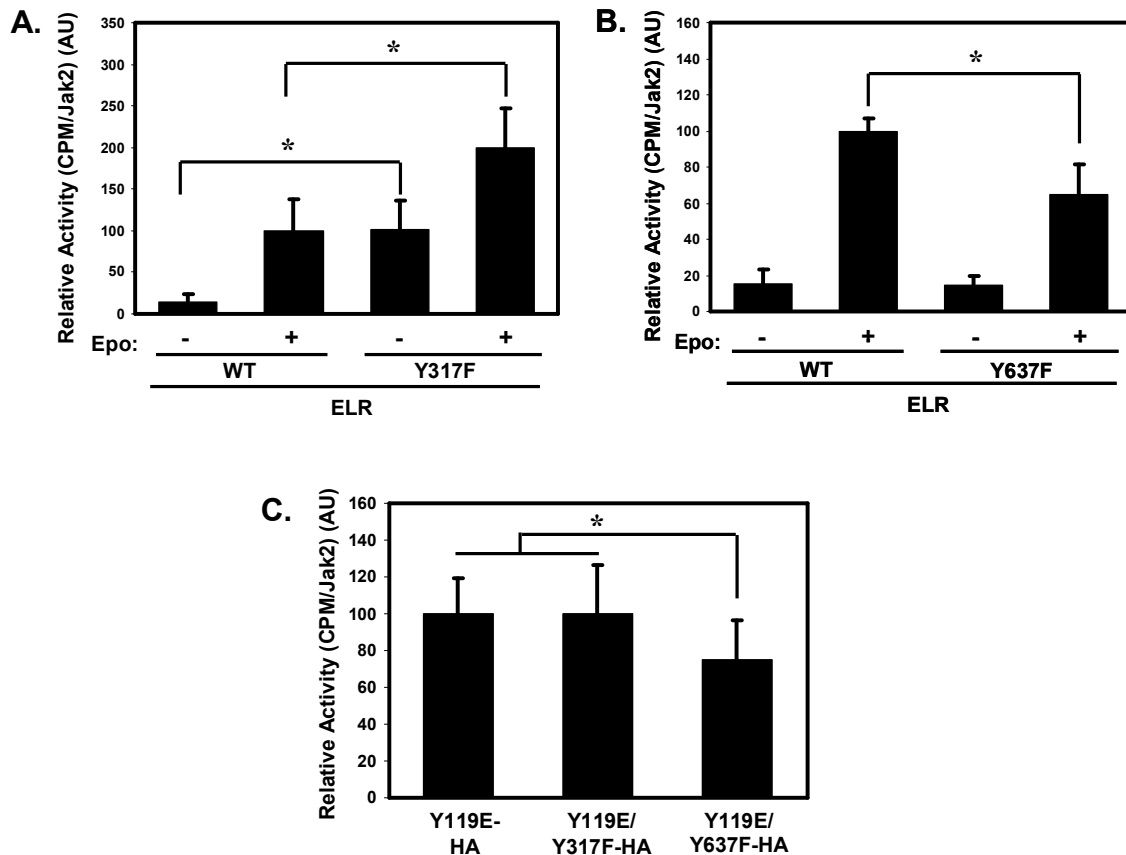 A.
Relative Activity (CPM/Jak2) (AU)
350
300
250
200
150
100
50
0
*
*
Epo: - + - +
WT Y317F
ELR
B.
Relative Activity (CPM/Jak2) (AU)
160
140
120
100
80
60
40
20
0
*
Epo: - + - +
WT Y637F
ELR
C.
Relative Activity (CPM/Jak2) (AU)
160
140
120
100
80
60
40
20
0
*
Y119E- Y119E/ Y119E/
HA Y317F-HA Y637F-HA